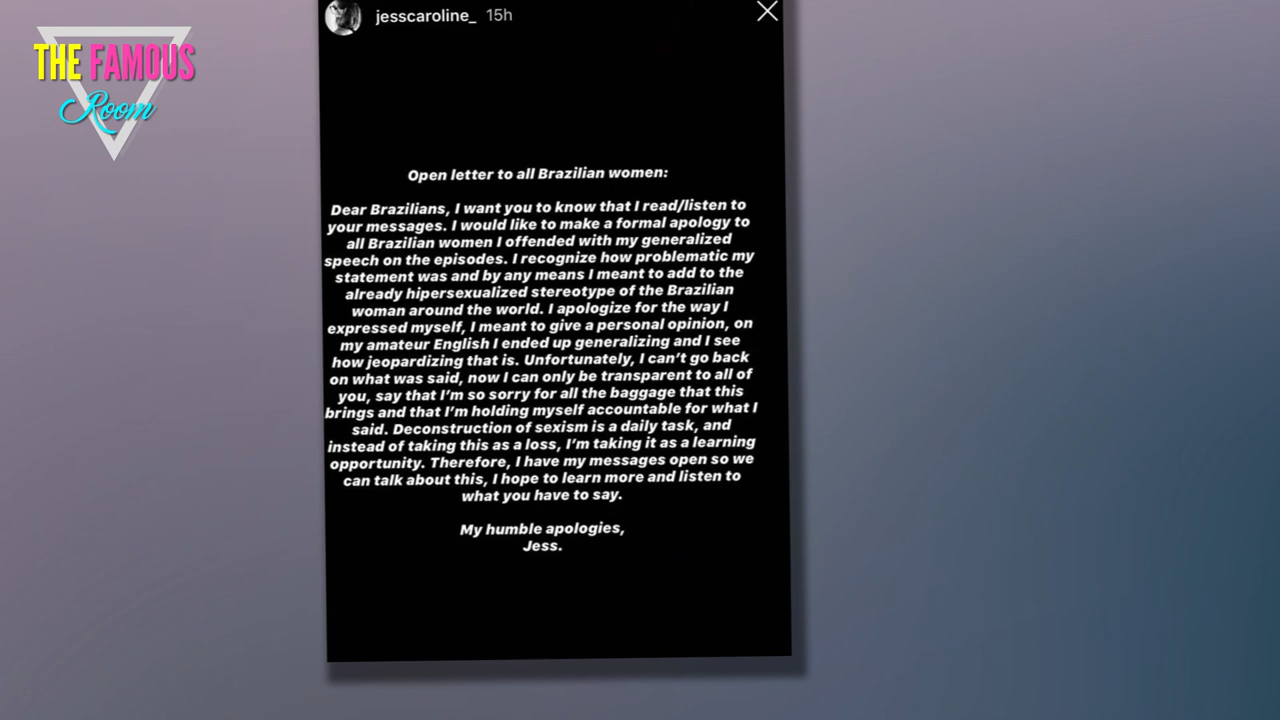 THE FAMOUS
Room
jesscaroline_ 15h
Open letter to all Brazilian women:
Dear Brazilians, I want you to know that I read/listen to
your messages. I would like to make a formal apology to
all Brazilian women I offended with my generalized
speech on the episodes. I recognize how problematic my
statement was and by any means I meant to add to the
already hipersexualized stereotype of the Brazilian
woman around the world. I apologize for the way I
expressed myself, I meant to give a personal opinion, on
my amateur English I ended up generalizing and I see
how jeopardizing that is. Unfortunately, I can't go back
on what was said, now I can only be transparent to all of
you, say that I'm so sorry for all the baggage that this
brings and that I'm holding myself accountable for what I
said. Deconstruction of sexism is a daily task, and
instead of taking this as a loss, I'm taking it as a learning
opportunity. Therefore, I have my messages open so we
can talk about this, I hope to learn more and listen to
what you have to say.
My humble apologies,
Jess.